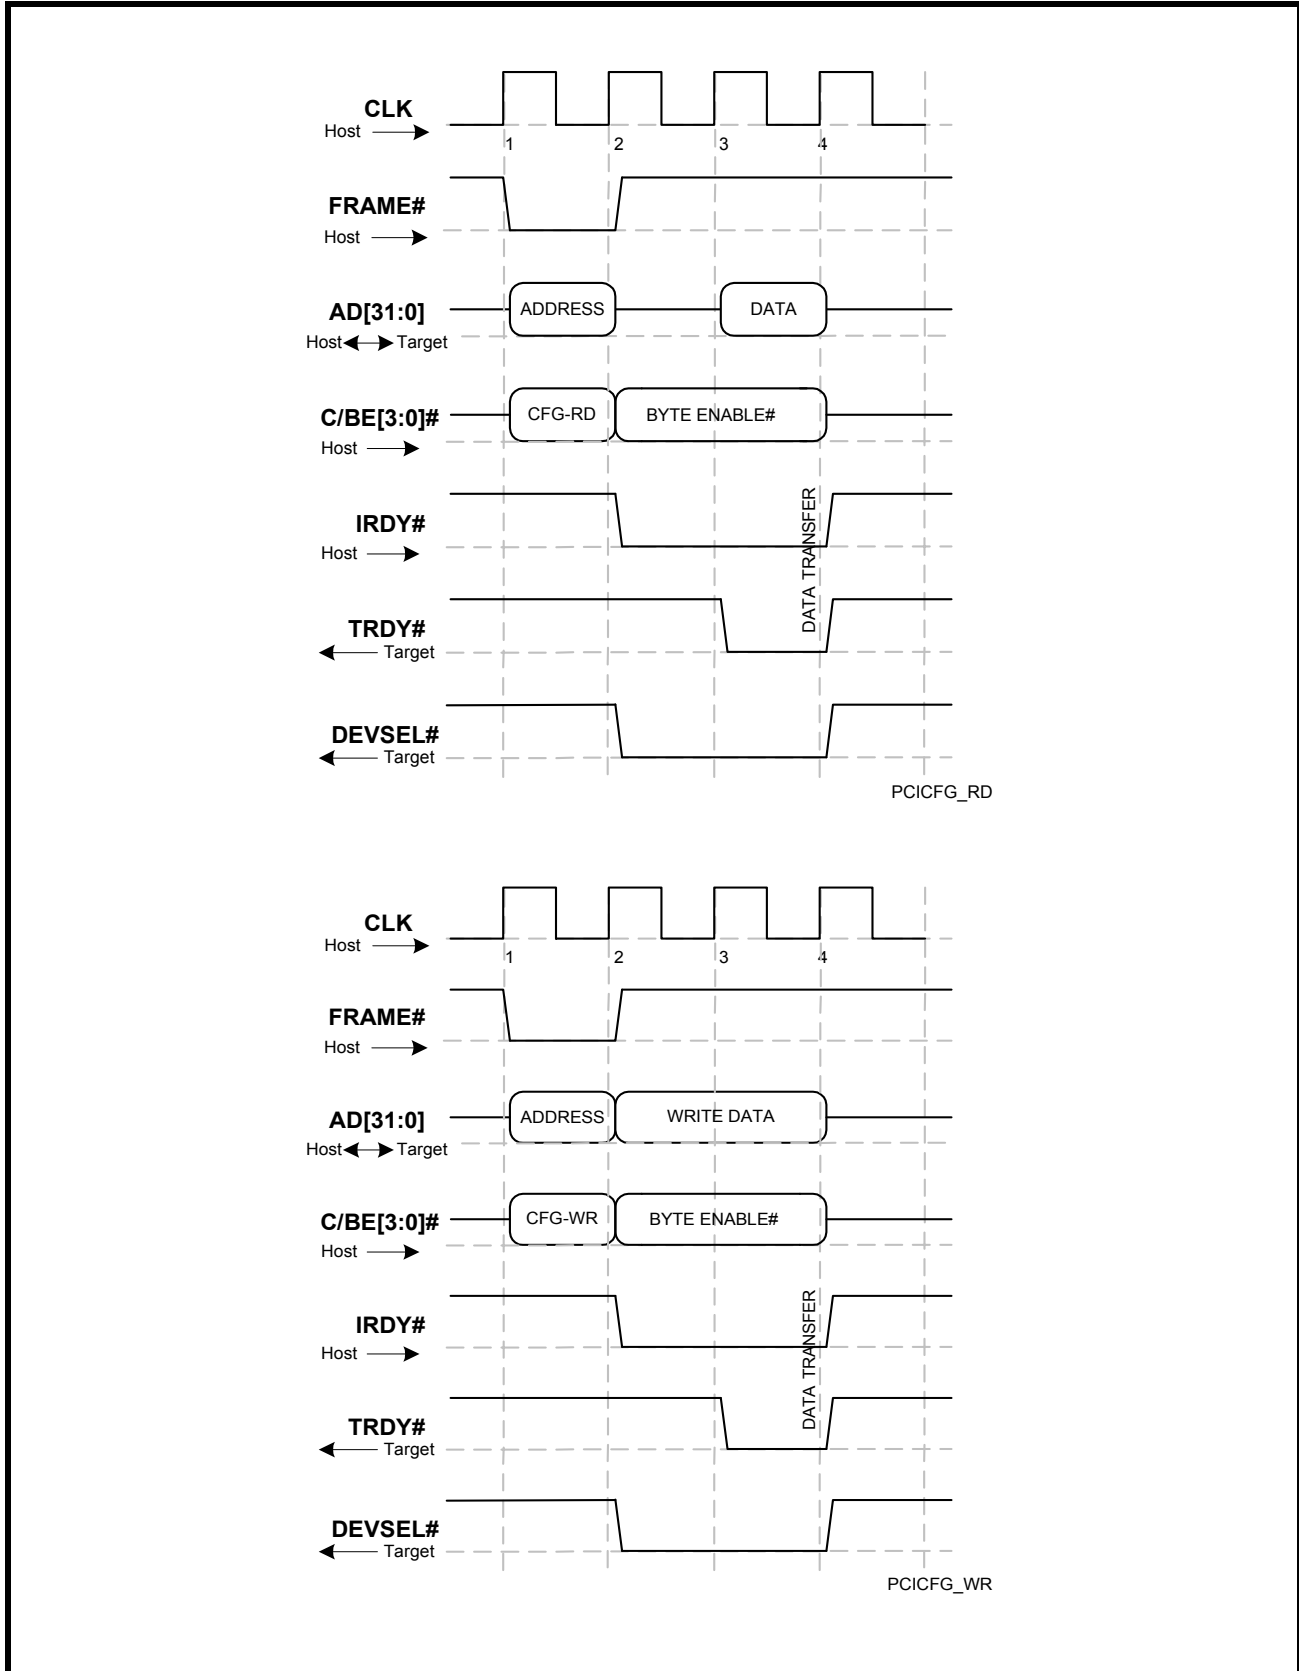 CLK
Host
1 2 3 4
FRAME#
Host
AD[31:0] ADDRESS DATA
Host Target
C/BE[3:0]# CFG-RD BYTE ENABLE#
Host
IRDY#
Host
DATA TRANSFER
TRDY#
Target
DEVSEL#
Target
PCICFG_RD
CLK
Host
1 2 3 4
FRAME#
Host
AD[31:0] ADDRESS WRITE DATA
Host Target
C/BE[3:0]# CFG-WR BYTE ENABLE#
Host
IRDY#
Host
DATA TRANSFER
TRDY#
Target
DEVSEL#
Target
PCICFG_WR